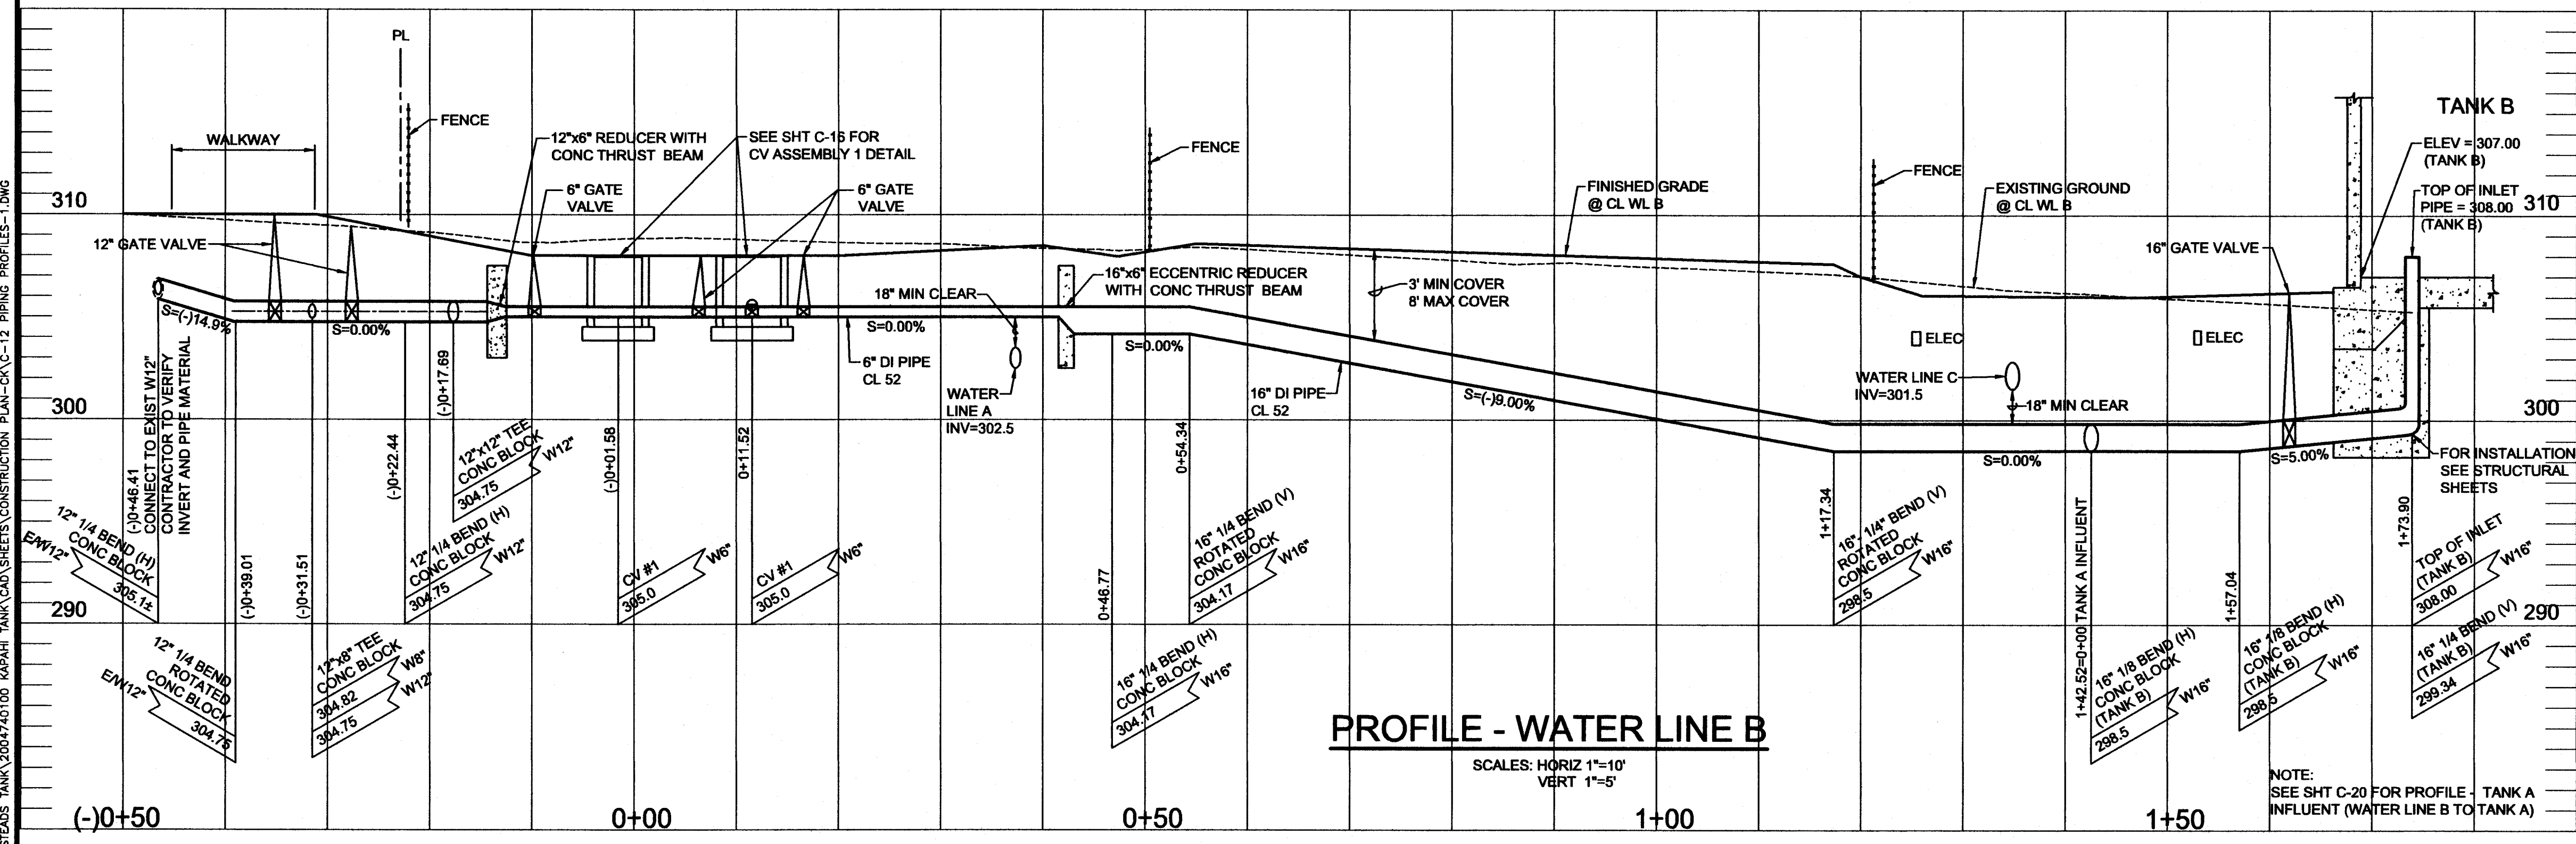 STEADS TANK\2004740100 KAPAHI TANK\CAD\SHEETS\CONSTRUCTION PLAN-CK\C-12 PIPING PROFILES-1.DWG
PL
FENCE
WALKWAY
12"x6" REDUCER WITH
CONC THRUST BEAM
SEE SHT C-16 FOR
CV ASSEMBLY 1 DETAIL
6" GATE
VALVE
6" GATE
VALVE
FENCE
FINISHED GRADE
@ CL WL B
FENCE
EXISTING GROUND
@ CL WL B
TANK B
ELEV = 307.00
(TANK B)
TOP OF INLET
PIPE = 308.00
(TANK B)
310
310
12" GATE VALVE
16" GATE VALVE
18" MIN CLEAR
16"x6" ECCENTRIC REDUCER
WITH CONC THRUST BEAM
3' MIN COVER
8' MAX COVER
S=(-)14.9%
S=0.00%
S=0.00%
S=0.00%
6" DI PIPE
CL 52
WATER
LINE A
INV=302.5
16" DI PIPE
CL 52
S=(-)9.00%
ELEC
ELEC
WATER LINE C
INV=301.5
18" MIN CLEAR
300
300
S=0.00%
S=5.00%
FOR INSTALLATION
SEE STRUCTURAL
SHEETS
(-)0+46.41
CONNECT TO EXIST W12"
CONTRACTOR TO VERIFY
INVERT AND PIPE MATERIAL
12" 1/4 BEND (H)
CONC BLOCK
E/W12"
305.1±
(-)0+39.01
12" 1/4 BEND
ROTATED
CONC BLOCK
E/W12"
304.75
(-)0+31.51
12"x8" TEE
CONC BLOCK
W8"
304.82
W12"
304.75
(-)0+22.44
12" 1/4 BEND (H)
CONC BLOCK
W12"
304.75
(-)0+17.69
12"x12" TEE
CONC BLOCK
W12"
304.75
(-)0+01.58
CV #1
W6"
305.0
0+11.52
CV #1
W6"
305.0
0+46.77
16" 1/4 BEND (H)
CONC BLOCK
W16"
304.17
0+54.34
16" 1/4 BEND (V)
ROTATED
CONC BLOCK
W16"
304.17
1+17.34
16"- 1/4" BEND (V)
ROTATED
CONC BLOCK
W16"
298.5
1+42.52=0+00 TANK A INFLUENT
16" 1/8 BEND (H)
CONC BLOCK
(TANK B)
W16"
298.5
1+57.04
16" 1/8 BEND (H)
CONC BLOCK
(TANK B)
W16"
298.5
1+73.90
TOP OF INLET
(TANK B)
W16"
308.00
16" 1/4 BEND (V)
(TANK B)
W16"
299.34
290
290
PROFILE - WATER LINE B
SCALES: HORIZ 1"=10'
VERT 1"=5'
NOTE:
SEE SHT C-20 FOR PROFILE - TANK A
INFLUENT (WATER LINE B TO TANK A)
(-)0+50
0+00
0+50
1+00
1+50